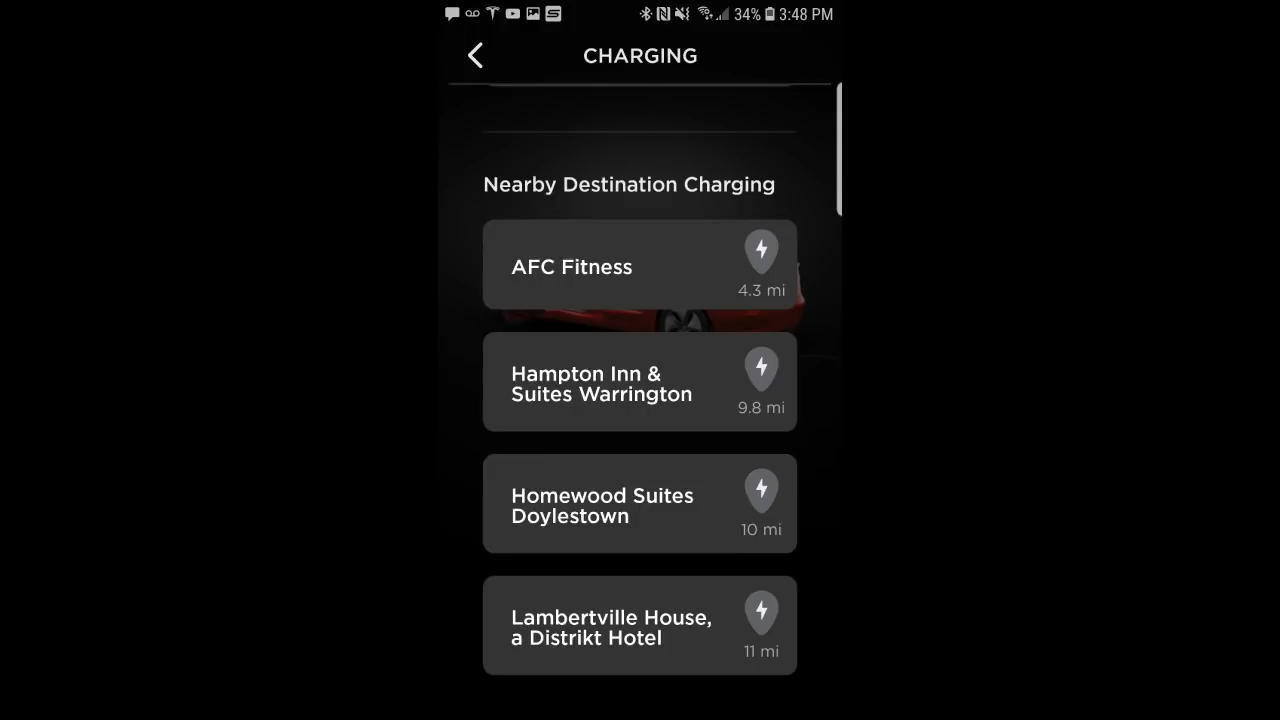 34% 3:48 PM
CHARGING
Nearby Destination Charging
AFC Fitness
4.3 mi
Hampton Inn &
Suites Warrington
9.8 mi
Homewood Suites
Doylestown
10 mi
Lambertville House,
a Distrikt Hotel
11 mi